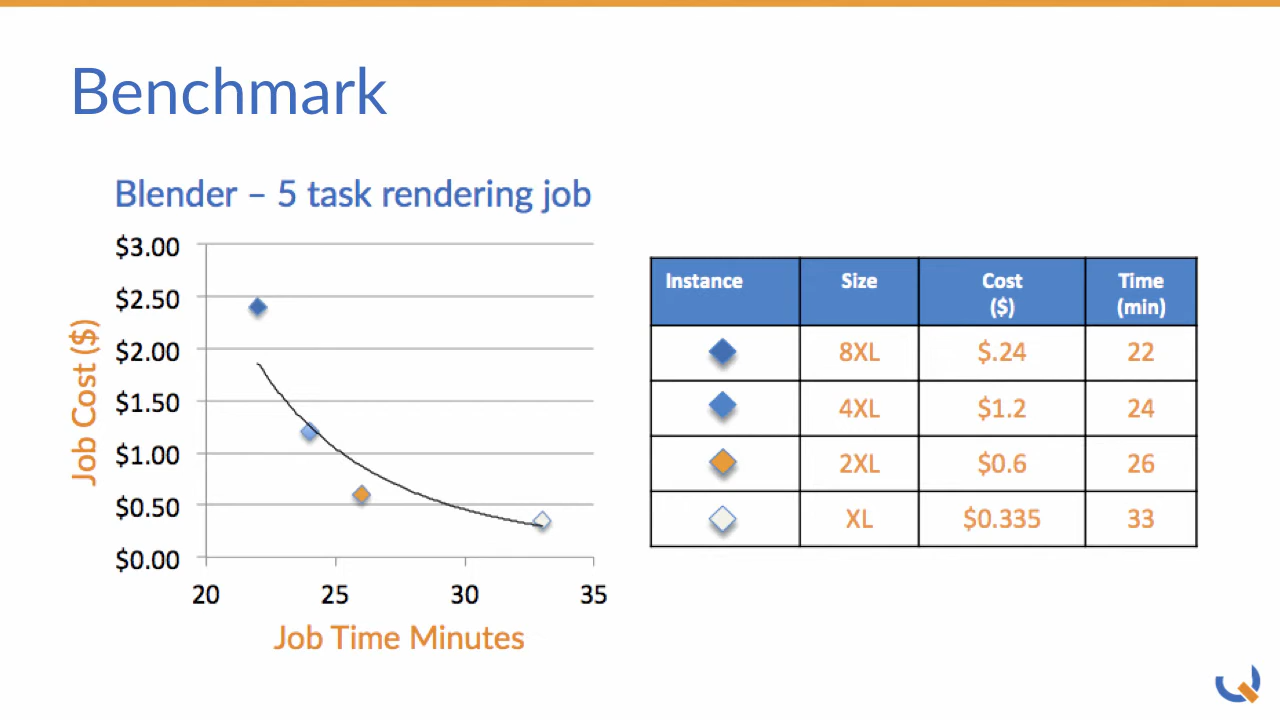 Benchmark
Blender – 5 task rendering job
$3.00
$2.50
$2.00
$1.50
$1.00
$0.50
$0.00
Job Cost ($)
20 25 30 35
Job Time Minutes
Instance Size Cost ($) Time (min)
8XL $.24 22
4XL $1.2 24
2XL $0.6 26
XL $0.335 33